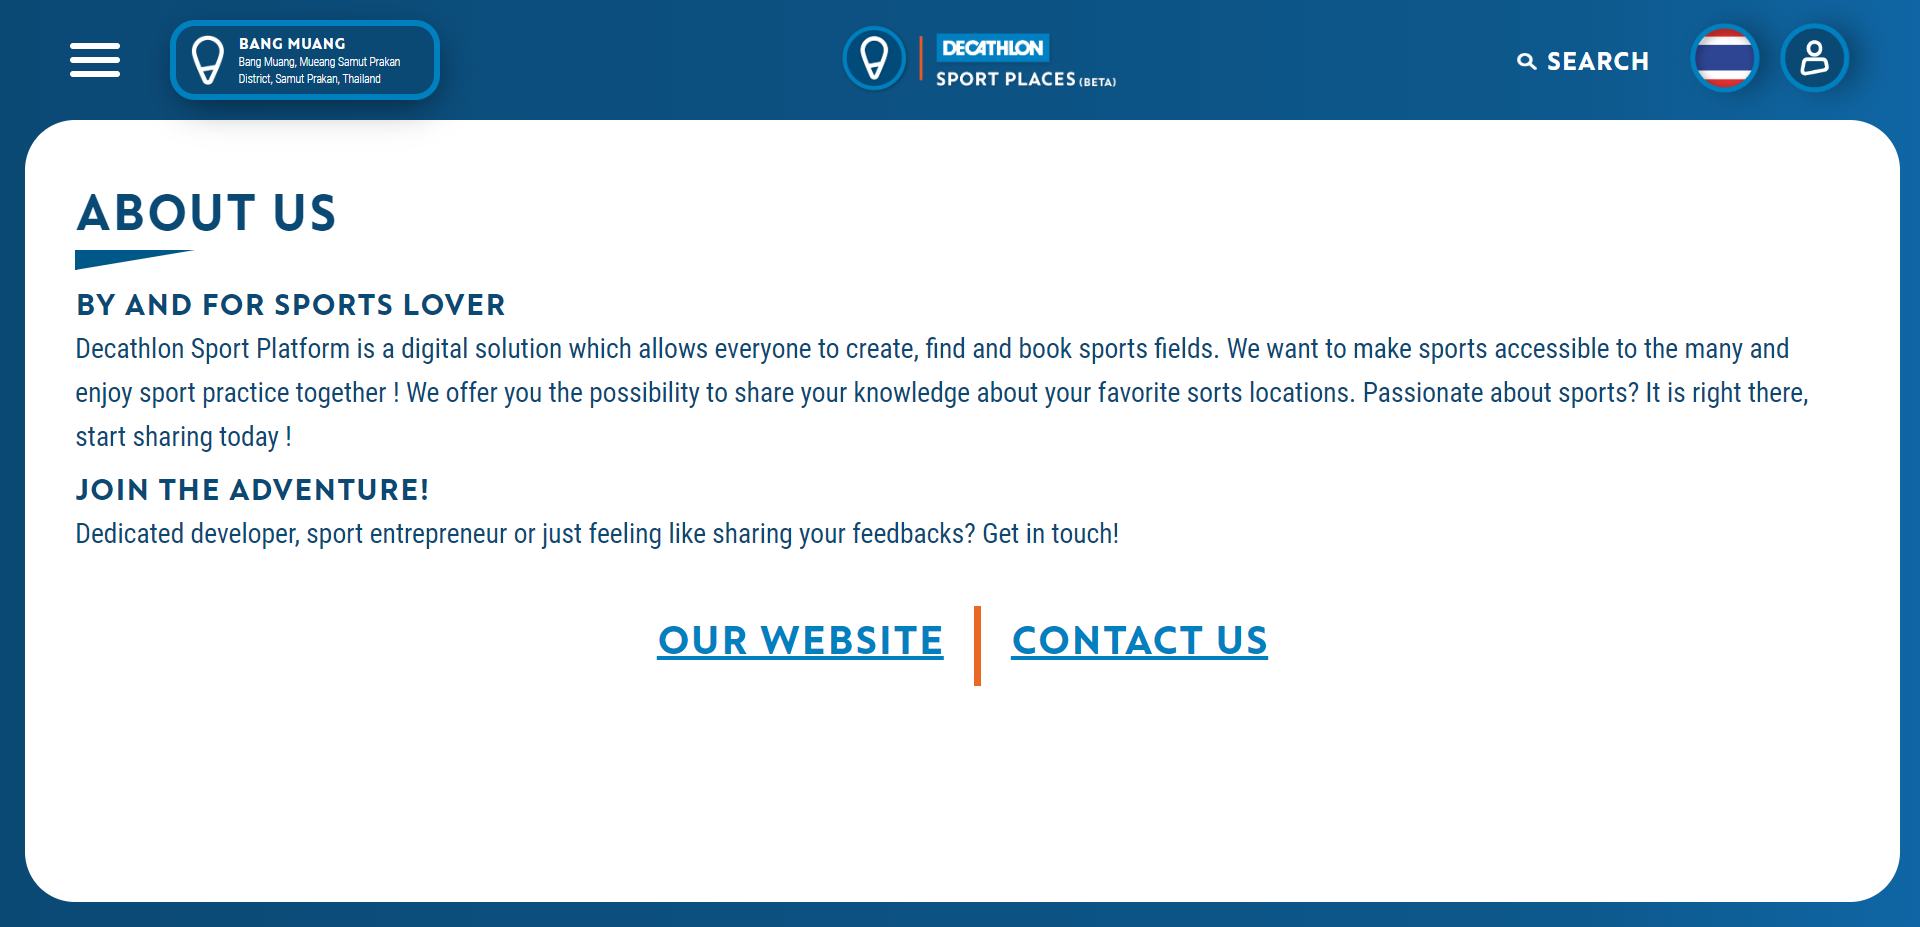 BANG MUANG
Bang Muang, Mueang Samut Prakan
District, Samut Prakan, Thailand
DECATHLON
SPORT PLACES (BETA)
SEARCH
ABOUT US
BY AND FOR SPORTS LOVER
Decathlon Sport Platform is a digital solution which allows everyone to create, find and book sports fields. We want to make sports accessible to the many and
enjoy sport practice together ! We offer you the possibility to share your knowledge about your favorite sorts locations. Passionate about sports? It is right there,
start sharing today !
JOIN THE ADVENTURE!
Dedicated developer, sport entrepreneur or just feeling like sharing your feedbacks? Get in touch!
OUR WEBSITE
CONTACT US